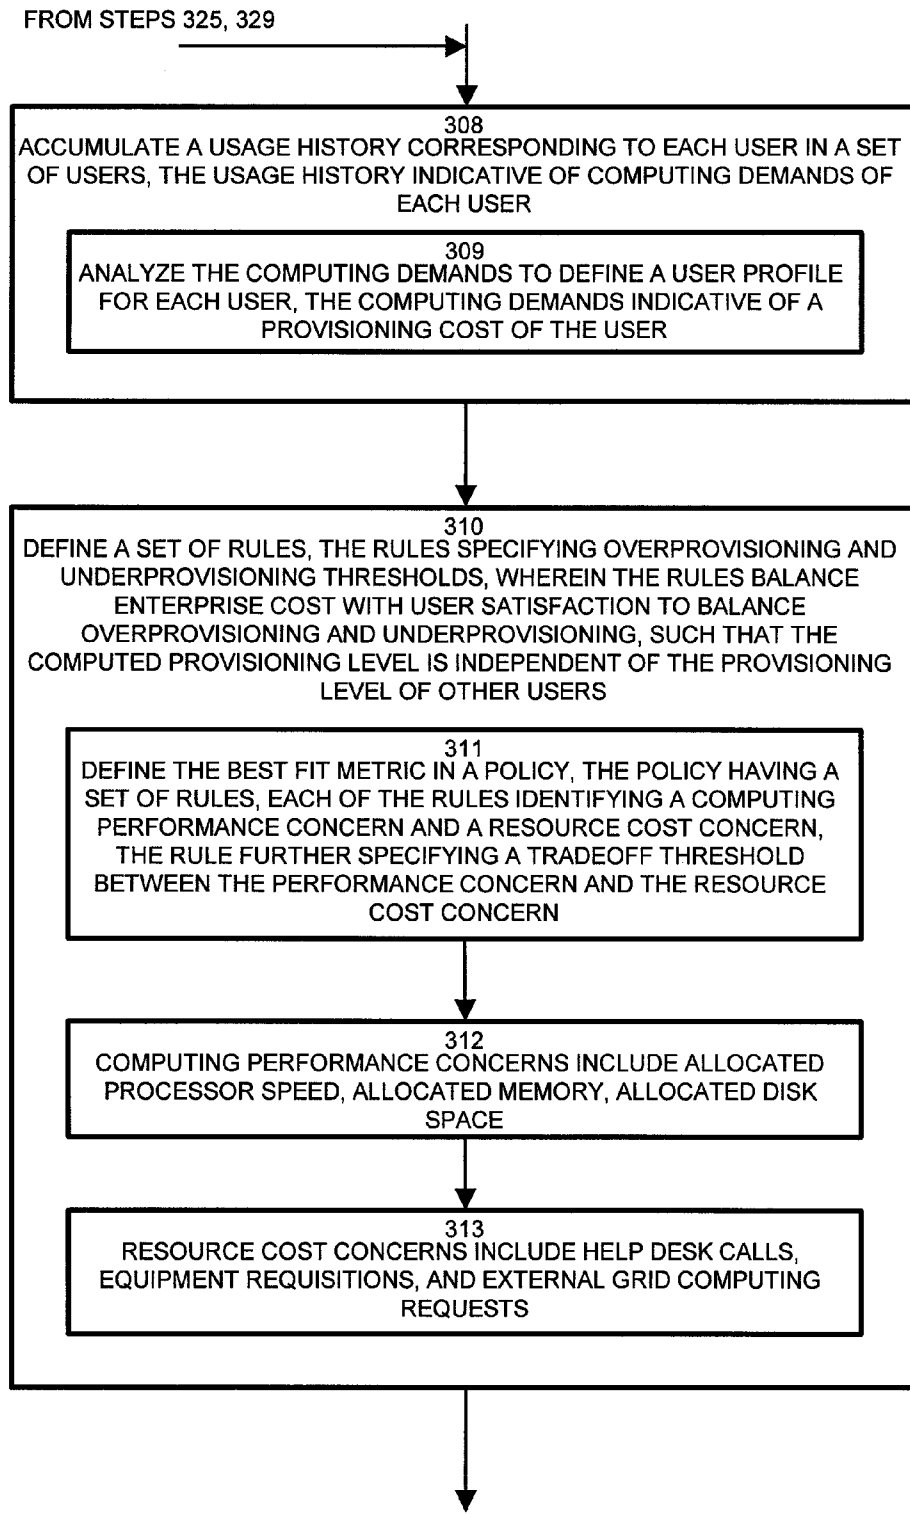 FROM STEPS 325, 329
308
ACCUMULATE A USAGE HISTORY CORRESPONDING TO EACH USER IN A SET
OF USERS, THE USAGE HISTORY INDICATIVE OF COMPUTING DEMANDS OF
EACH USER
309
ANALYZE THE COMPUTING DEMANDS TO DEFINE A USER PROFILE
FOR EACH USER, THE COMPUTING DEMANDS INDICATIVE OF A
PROVISIONING COST OF THE USER
310
DEFINE A SET OF RULES, THE RULES SPECIFYING OVERPROVISIONING AND
UNDERPROVISIONING THRESHOLDS, WHEREIN THE RULES BALANCE
ENTERPRISE COST WITH USER SATISFACTION TO BALANCE
OVERPROVISIONING AND UNDERPROVISIONING, SUCH THAT THE
COMPUTED PROVISIONING LEVEL IS INDEPENDENT OF THE PROVISIONING
LEVEL OF OTHER USERS
311
DEFINE THE BEST FIT METRIC IN A POLICY, THE POLICY HAVING A
SET OF RULES, EACH OF THE RULES IDENTIFYING A COMPUTING
PERFORMANCE CONCERN AND A RESOURCE COST CONCERN,
THE RULE FURTHER SPECIFYING A TRADEOFF THRESHOLD
BETWEEN THE PERFORMANCE CONCERN AND THE RESOURCE
COST CONCERN
312
COMPUTING PERFORMANCE CONCERNS INCLUDE ALLOCATED
PROCESSOR SPEED, ALLOCATED MEMORY, ALLOCATED DISK
SPACE
313
RESOURCE COST CONCERNS INCLUDE HELP DESK CALLS,
EQUIPMENT REQUISITIONS, AND EXTERNAL GRID COMPUTING
REQUESTS